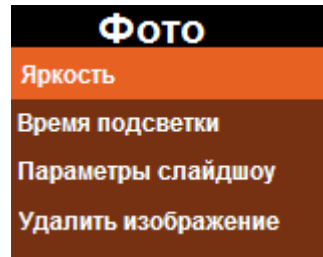 Фото
Яркость
Время подсветки
Параметры слайдшоу
Удалить изображение